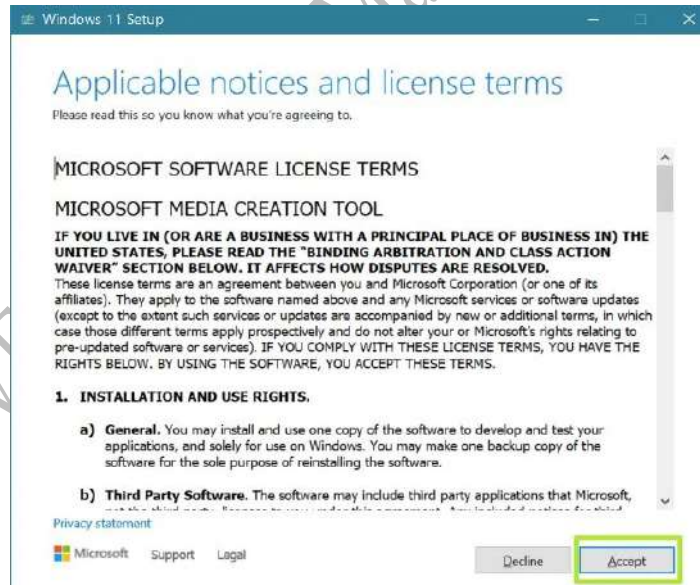 Windows 11 Setup
Applicable notices and license terms
Please read this so you know what you're agreeing to.
MICROSOFT SOFTWARE LICENSE TERMS
MICROSOFT MEDIA CREATION TOOL
IF YOU LIVE IN (OR ARE A BUSINESS WITH A PRINCIPAL PLACE OF BUSINESS IN) THE
UNITED STATES, PLEASE READ THE "BINDING ARBITRATION AND CLASS ACTION
WAIVER" SECTION BELOW. IT AFFECTS HOW DISPUTES ARE RESOLVED.
These license terms are an agreement between you and Microsoft Corporation (or one of its
affiliates). They apply to the software named above and any Microsoft services or software updates
(except to the extent such services or updates are accompanied by new or additional terms, in which
case those different terms apply prospectively and do not alter your or Microsoft's rights relating to
pre-updated software or services). IF YOU COMPLY WITH THESE LICENSE TERMS, YOU HAVE THE
RIGHTS BELOW. BY USING THE SOFTWARE, YOU ACCEPT THESE TERMS.
1. INSTALLATION AND USE RIGHTS.
a) General. You may install and use one copy of the software to develop and test your
applications, and solely for use on Windows. You may make one backup copy of the
software for the sole purpose of reinstalling the software.
b) Third Party Software. The software may include third party applications that Microsoft,
Privacy statement
Microsoft Support Legal
Decline Accept